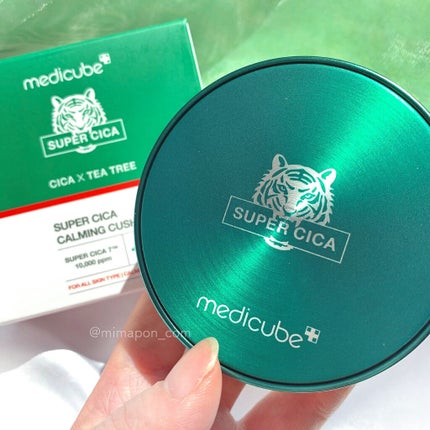 medicube
SUPER CICA
CICA X TEA TREE
SUPER CICA
CALMING CUSH
SUPER CICA 7™
10,000 ppm
FOR ALL SKIN TYPE | CALM
SUPER CICA
medicube
@mimapon_com